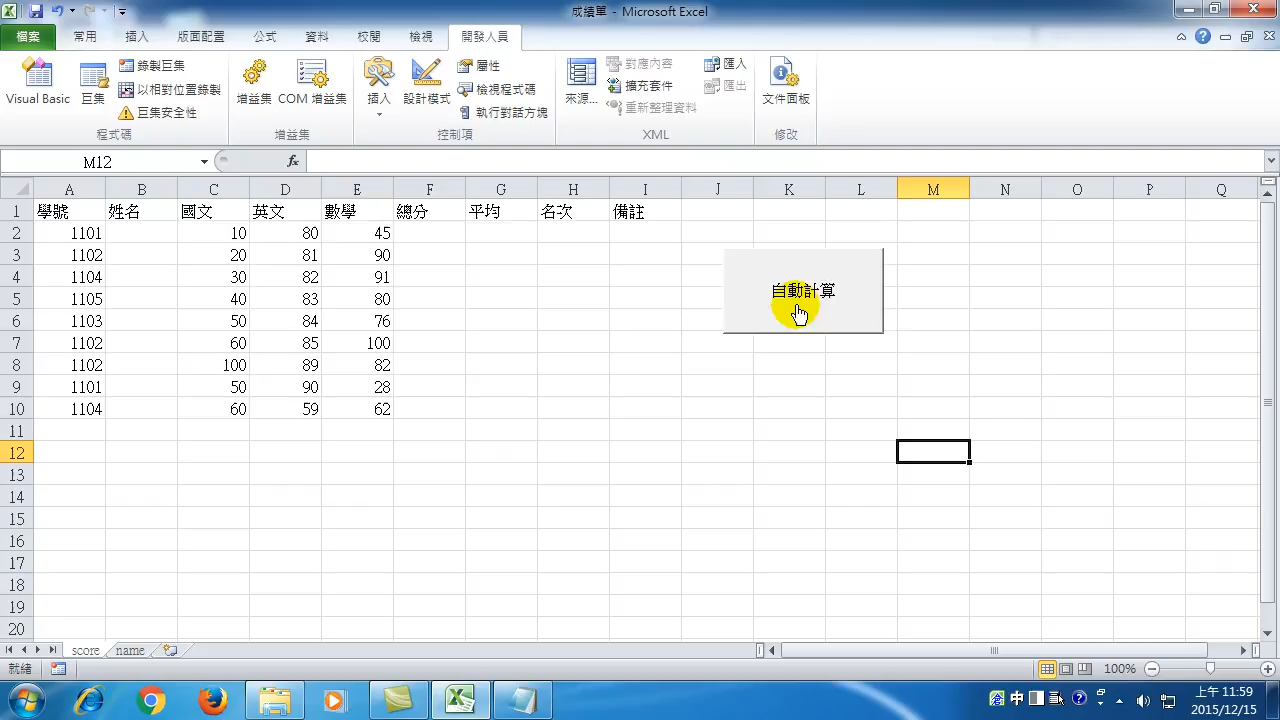 成績單 - Microsoft Excel
檔案 常用 插入 版面配置 公式 資料 校閱 檢視 開發人員
Visual Basic 巨集 錄製巨集 以相對位置錄製 巨集安全性 程式碼
增益集 COM 增益集 增益集
插入 設計模式 屬性 檢視程式碼 執行對話方塊 控制項
來源... 對應內容 擴充套件 重新整理資料 匯入 匯出 XML
文件面板 修改
M12 fx
A B C D E F G H I J K L M N O P Q
1 學號 姓名 國文 英文 數學 總分 平均 名次 備註
2 1101 10 80 45
3 1102 20 81 90
4 1104 30 82 91
5 1105 40 83 80
6 1103 50 84 76
7 1102 60 85 100
8 1102 100 89 82
9 1101 50 90 28
10 1104 60 59 62
11
12
13
14
15
16
17
18
19
20
自動計算
score name
就緒 100%
中 上午 11:59
2015/12/15